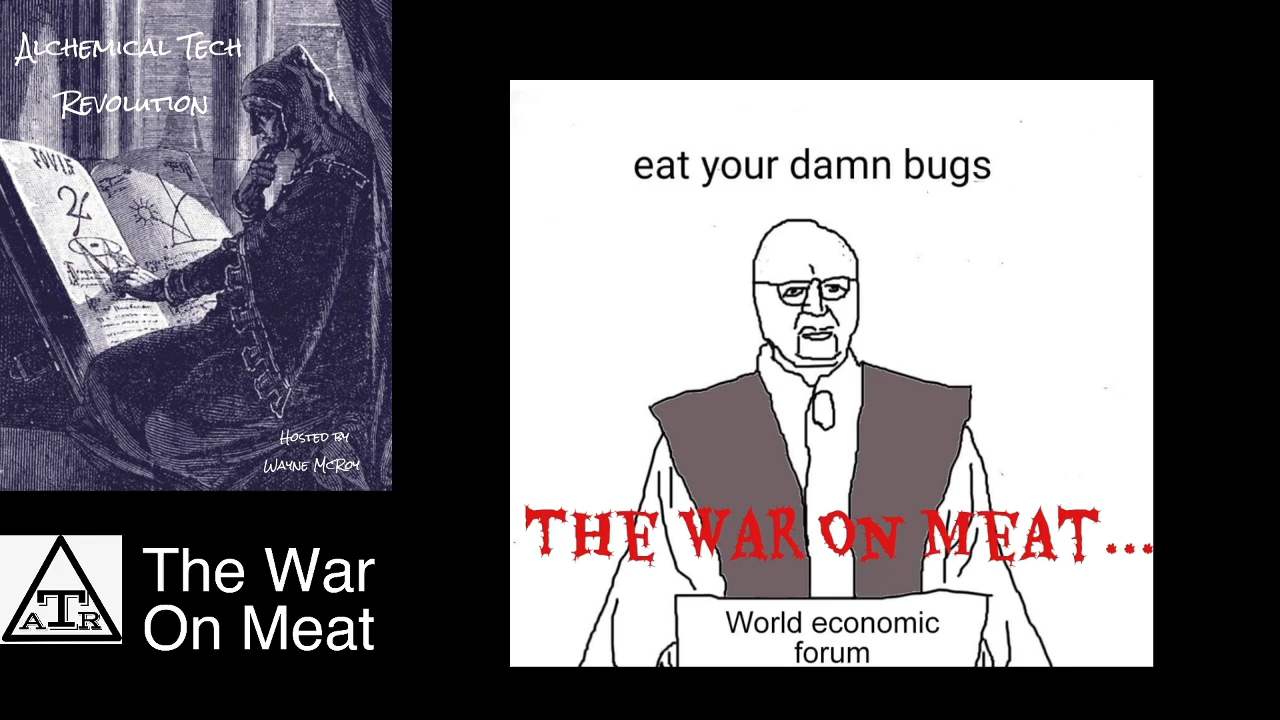 Alchemical Tech
Revolution
Hosted by
Wayne McRoy
ATR
The War
On Meat
eat your damn bugs
THE WAR ON MEAT...
World economic
forum